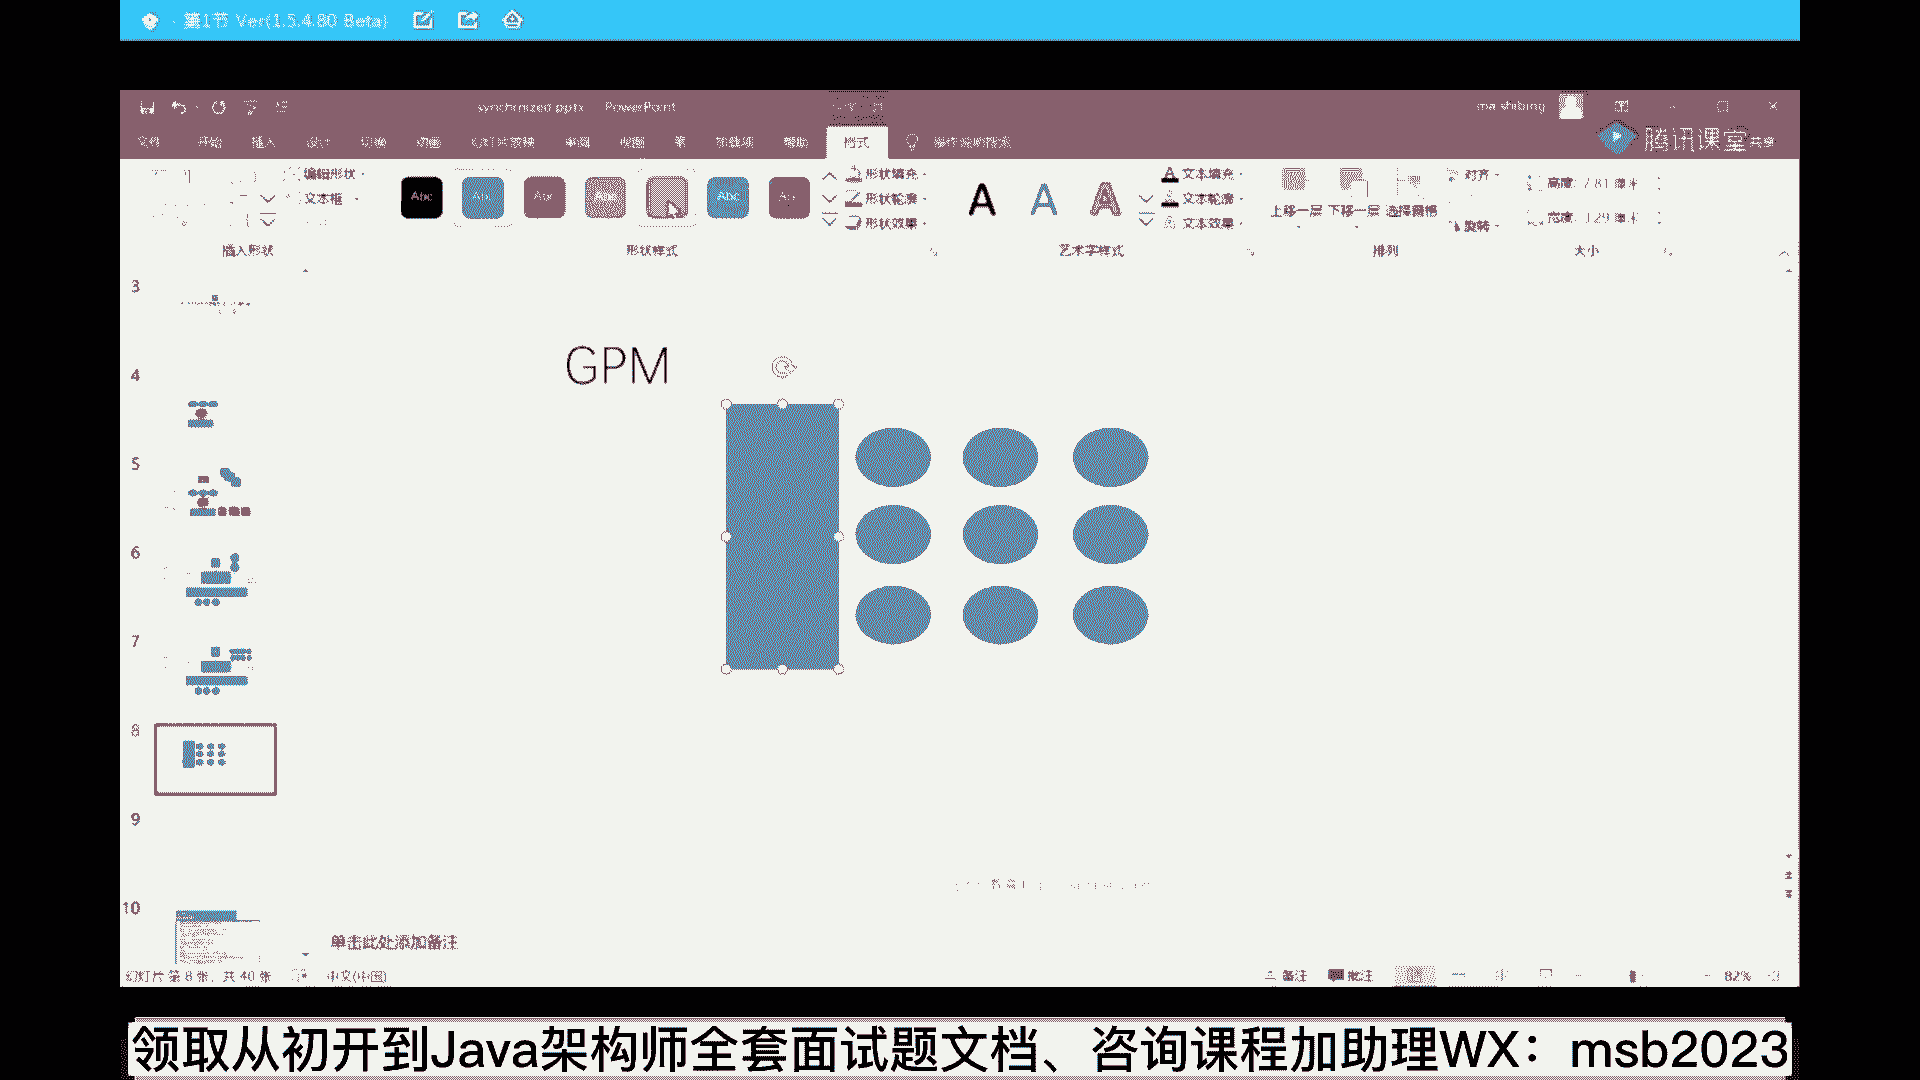 · 第1节 Ver(1.5.4.80 Beta)
synchrnized.pptx - PowerPoint
ma shibing
文件 开始 插入 设计 切换 动画 幻灯片放映 审阅 视图 帮助 格式 操作说明搜索 共享
腾讯课堂
编辑形状
文本框
插入形状
Abc Abc Abc Abc Abc Abc
形状填充
形状轮廓
形状效果
形状样式
A A A
文本填充
文本轮廓
文本效果
艺术字样式
上移一层 下移一层 选择窗格
对齐
旋转
排列
高度: 7.81 厘米
宽度: 3.29 厘米
大小
3
4
5
6
7
8
9
10
GPM
单击此处添加备注
幻灯片 第 8 张, 共 40 张 中文(中国)
备注 批注 82%
领取从初开到Java架构师全套面试题文档、咨询课程加助理WX：msb2023